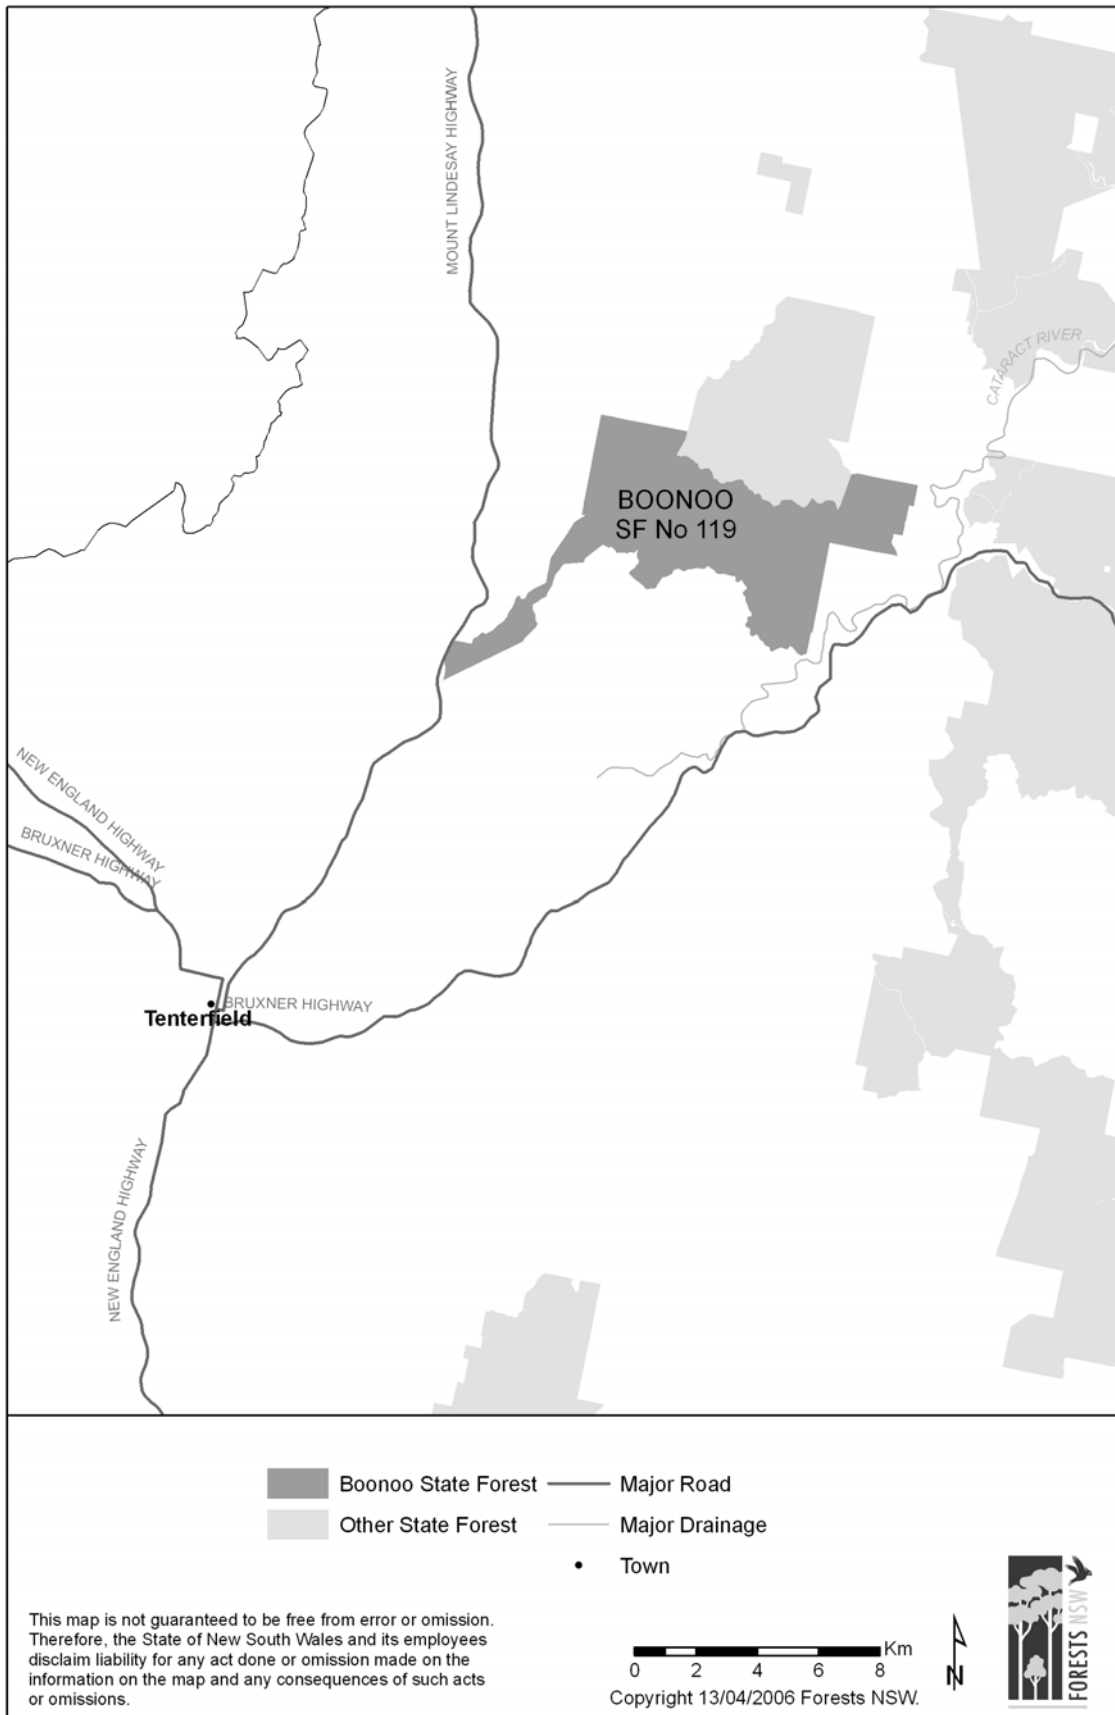 MOUNT LINDESAY HIGHWAY
CATARACT RIVER
BOONOO
SF No 119
NEW ENGLAND HIGHWAY
BRUXNER HIGHWAY
BRUXNER HIGHWAY
Tenterfield
NEW ENGLAND HIGHWAY
Boonoo State Forest
Major Road
Other State Forest
Major Drainage
Town
This map is not guaranteed to be free from error or omission.
Therefore, the State of New South Wales and its employees
disclaim liability for any act done or omission made on the
information on the map and any consequences of such acts
or omissions.
Km
0 2 4 6 8
Copyright 13/04/2006 Forests NSW.
N
FORESTS NSW